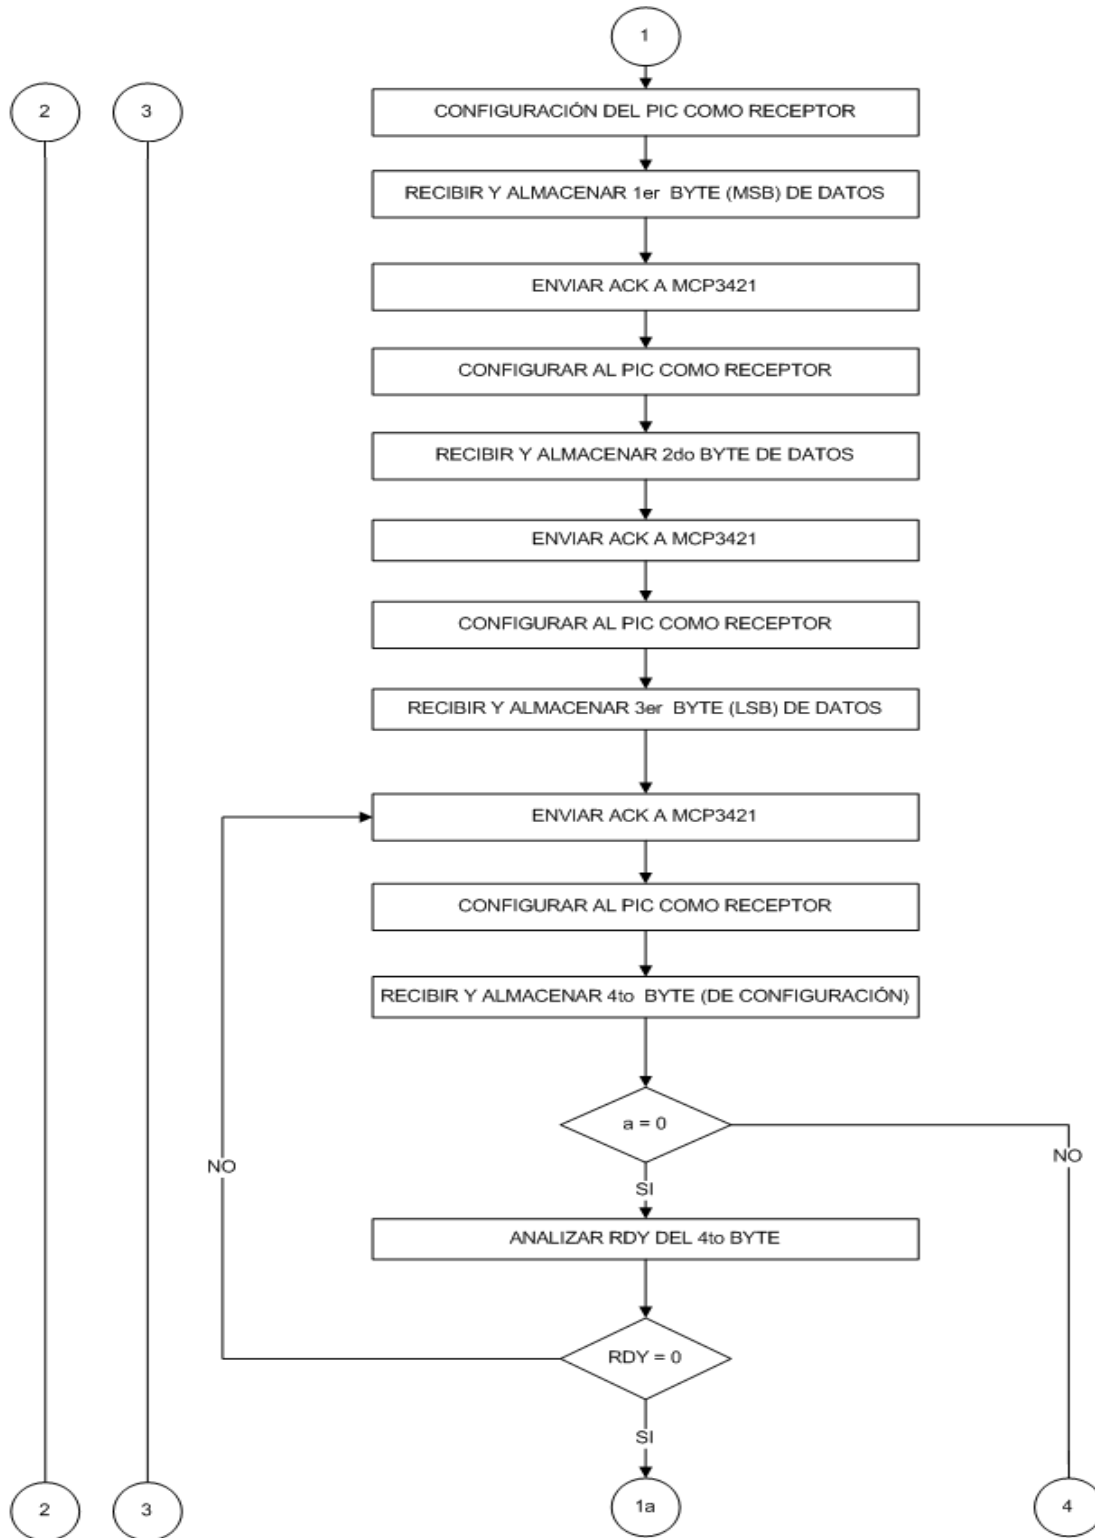 1
2
3
CONFIGURACIÓN DEL PIC COMO RECEPTOR
RECIBIR Y ALMACENAR 1er BYTE (MSB) DE DATOS
ENVIAR ACK A MCP3421
CONFIGURAR AL PIC COMO RECEPTOR
RECIBIR Y ALMACENAR 2do BYTE DE DATOS
ENVIAR ACK A MCP3421
CONFIGURAR AL PIC COMO RECEPTOR
RECIBIR Y ALMACENAR 3er BYTE (LSB) DE DATOS
ENVIAR ACK A MCP3421
CONFIGURAR AL PIC COMO RECEPTOR
RECIBIR Y ALMACENAR 4to BYTE (DE CONFIGURACIÓN)
a = 0
NO
NO
SI
ANALIZAR RDY DEL 4to BYTE
RDY = 0
SI
2
3
1a
4